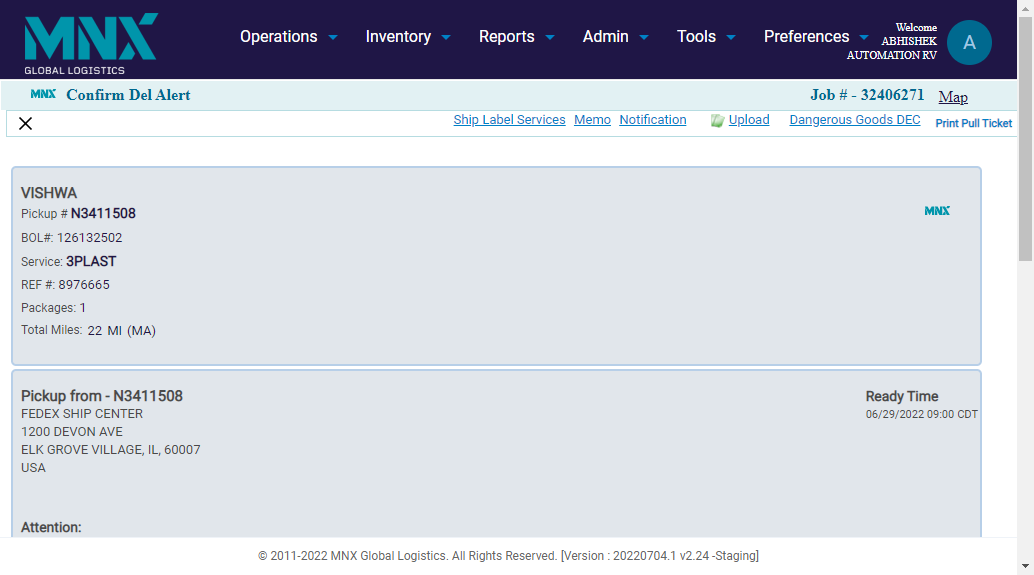 MNX
GLOBAL LOGISTICS
Operations Inventory Reports Admin Tools Preferences
Welcome
ABHISHEK
AUTOMATION RV
A
MNX Confirm Del Alert Job # - 32406271 Map
Ship Label Services Memo Notification Upload Dangerous Goods DEC Print Pull Ticket
VISHWA
Pickup # N3411508
MNX
BOL#: 126132502
Service: 3PLAST
REF #: 8976665
Packages: 1
Total Miles: 22 MI (MA)
Pickup from - N3411508
FEDEX SHIP CENTER
1200 DEVON AVE
ELK GROVE VILLAGE, IL, 60007
USA
Ready Time
06/29/2022 09:00 CDT
Attention:
© 2011-2022 MNX Global Logistics. All Rights Reserved. [Version : 20220704.1 v2.24 -Staging]